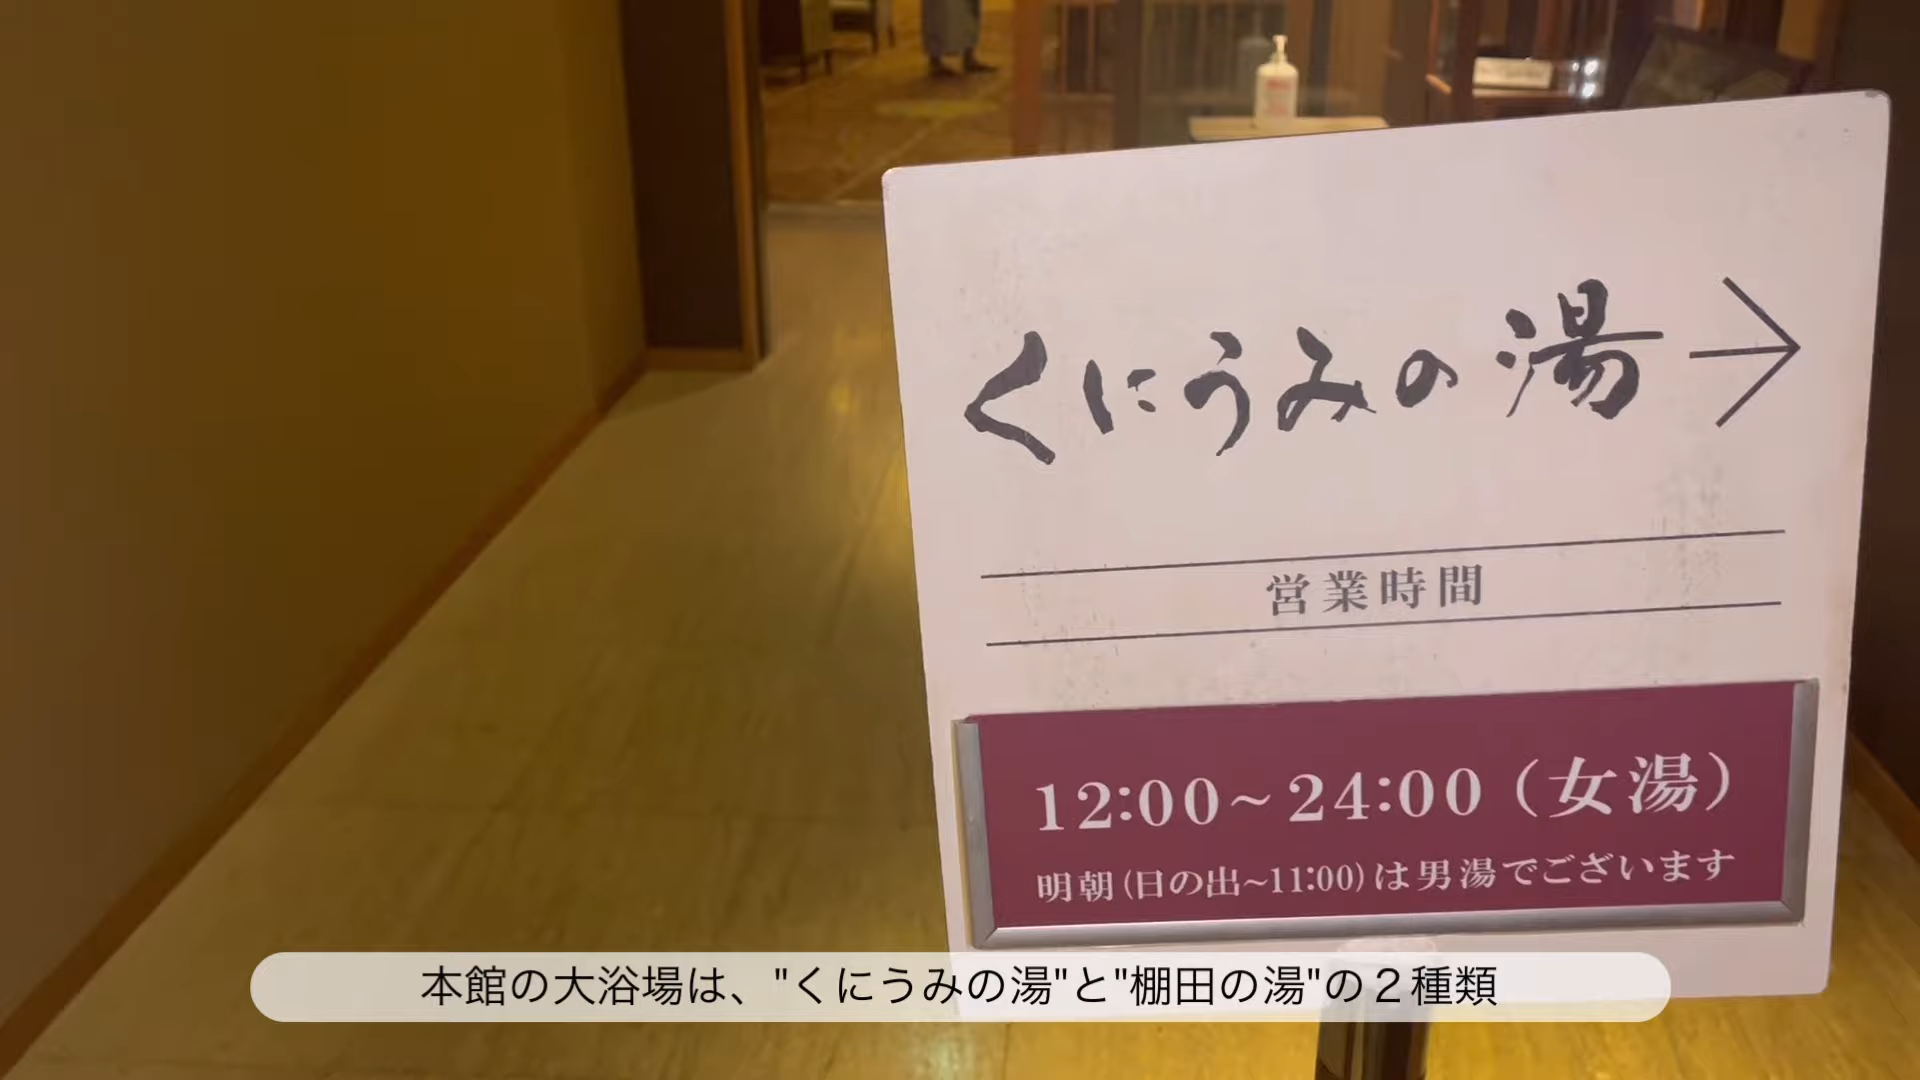 くにうみの湯→
営業時間
12:00~24:00（女湯）
明朝(日の出~11:00)は男湯でございます
本館の大浴場は、"くにうみの湯"と"棚田の湯"の２種類